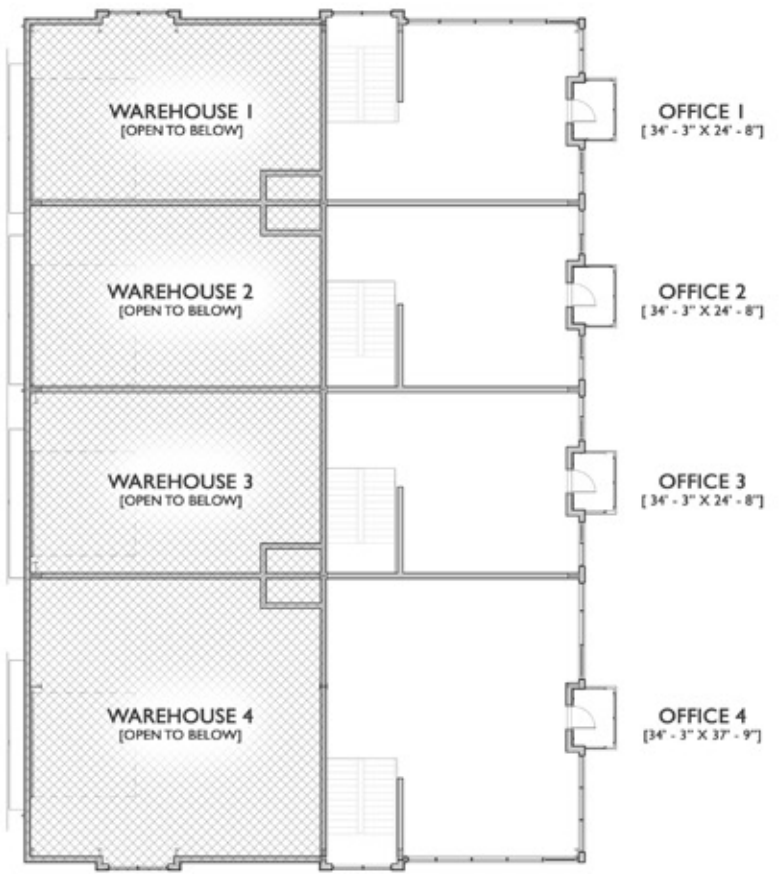 WAREHOUSE 1
[OPEN TO BELOW]
OFFICE 1
[ 34' - 3" X 24' - 8"]
WAREHOUSE 2
[OPEN TO BELOW]
OFFICE 2
[ 34' - 3" X 24' - 8"]
WAREHOUSE 3
[OPEN TO BELOW]
OFFICE 3
[ 34' - 3" X 24' - 8"]
WAREHOUSE 4
[OPEN TO BELOW]
OFFICE 4
[34' - 3" X 37' - 9"]